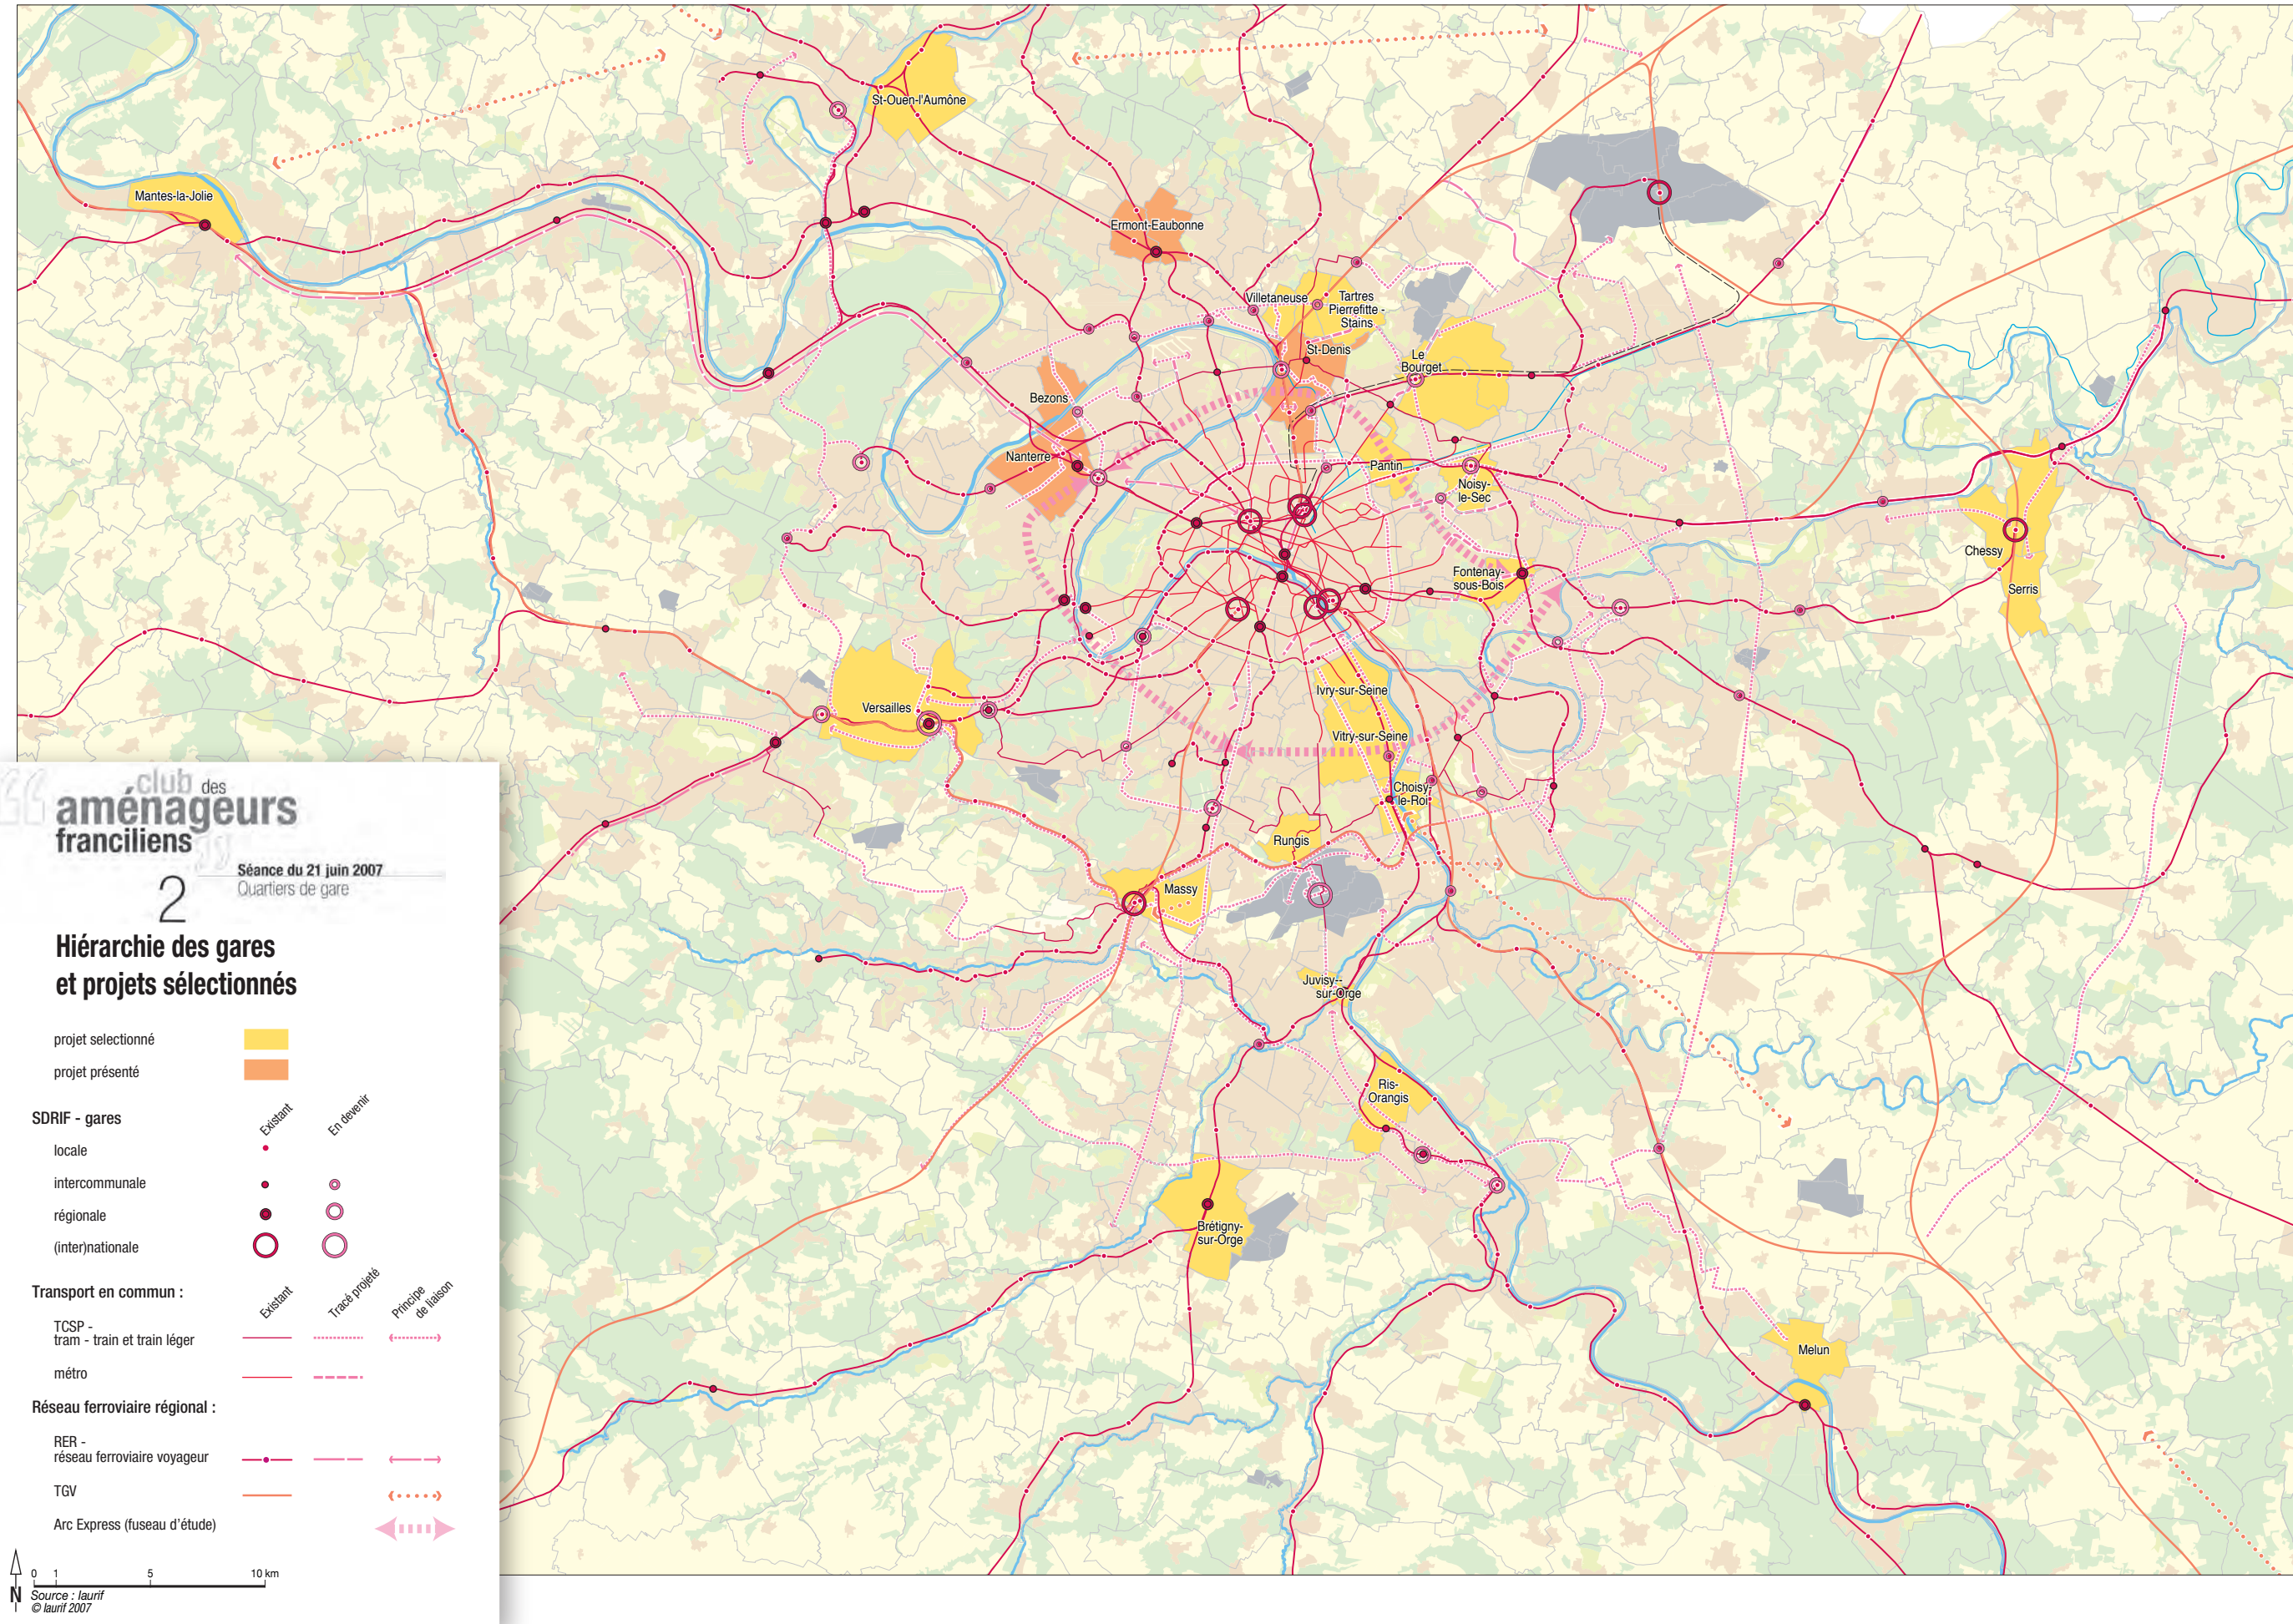 St-Ouen-l'Aumône
Mantes-la-Jolie
Ermont-Eaubonne
Villetaneuse
Tartres
Pierrefitte -
Stains
St-Denis
Le
Bourget
Bezons
Nanterre
Pantin
Noisy-
le-Sec
Chessy
Fontenay-
sous-Bois
Serris
Ivry-sur-Seine
Versailles
Vitry-sur-Seine
Choisy-
le-Roi
Rungis
Massy
Juvisy--
sur-Orge
Ris-
Orangis
Brétigny-
sur-Orge
Melun
club des
aménageurs
franciliens
Séance du 21 juin 2007
Quartiers de gare
2
Hiérarchie des gares
et projets sélectionnés
projet selectionné
projet présenté
SDRIF - gares
Existant
En devenir
locale
intercommunale
régionale
(inter)nationale
Transport en commun :
Existant
Tracé projeté
Principe
de liaison
TCSP -
tram - train et train léger
métro
Réseau ferroviaire régional :
RER -
réseau ferroviaire voyageur
TGV
Arc Express (fuseau d'étude)
0 1 5 10 km
N
Source : Iaurif
© Iaurif 2007